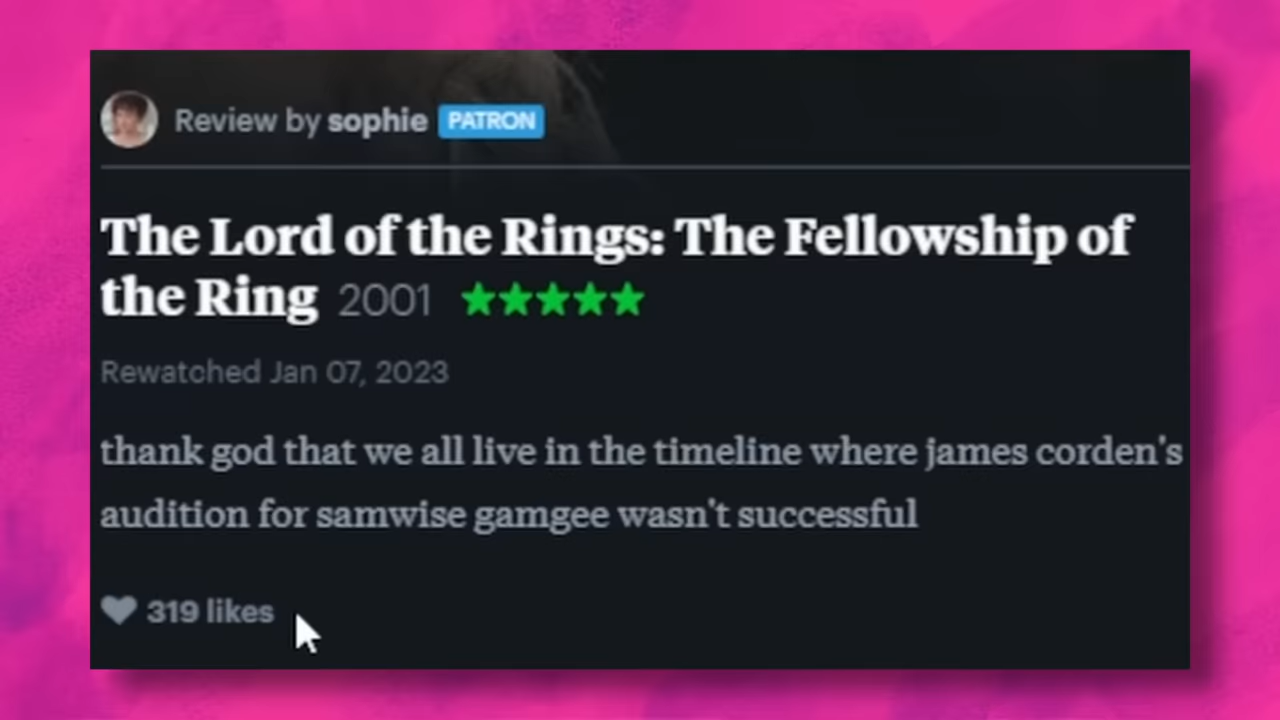 Review by sophie PATRON
The Lord of the Rings: The Fellowship of
the Ring 2001 ★★★★★
Rewatched Jan 07, 2023
thank god that we all live in the timeline where james corden's
audition for samwise gamgee wasn't successful
319 likes